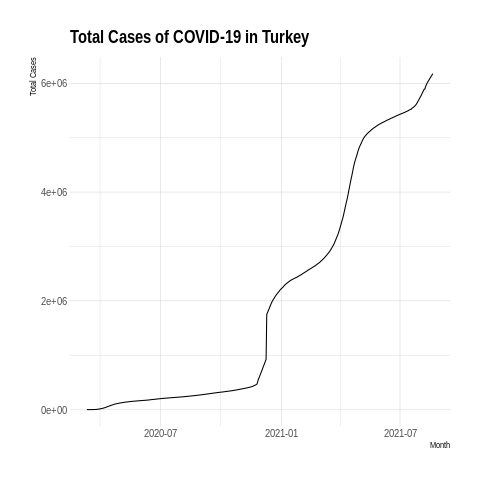 Total Cases of COVID-19 in Turkey
Total Cases
6e+06
4e+06
2e+06
0e+00
2020-07
2021-01
2021-07
Month